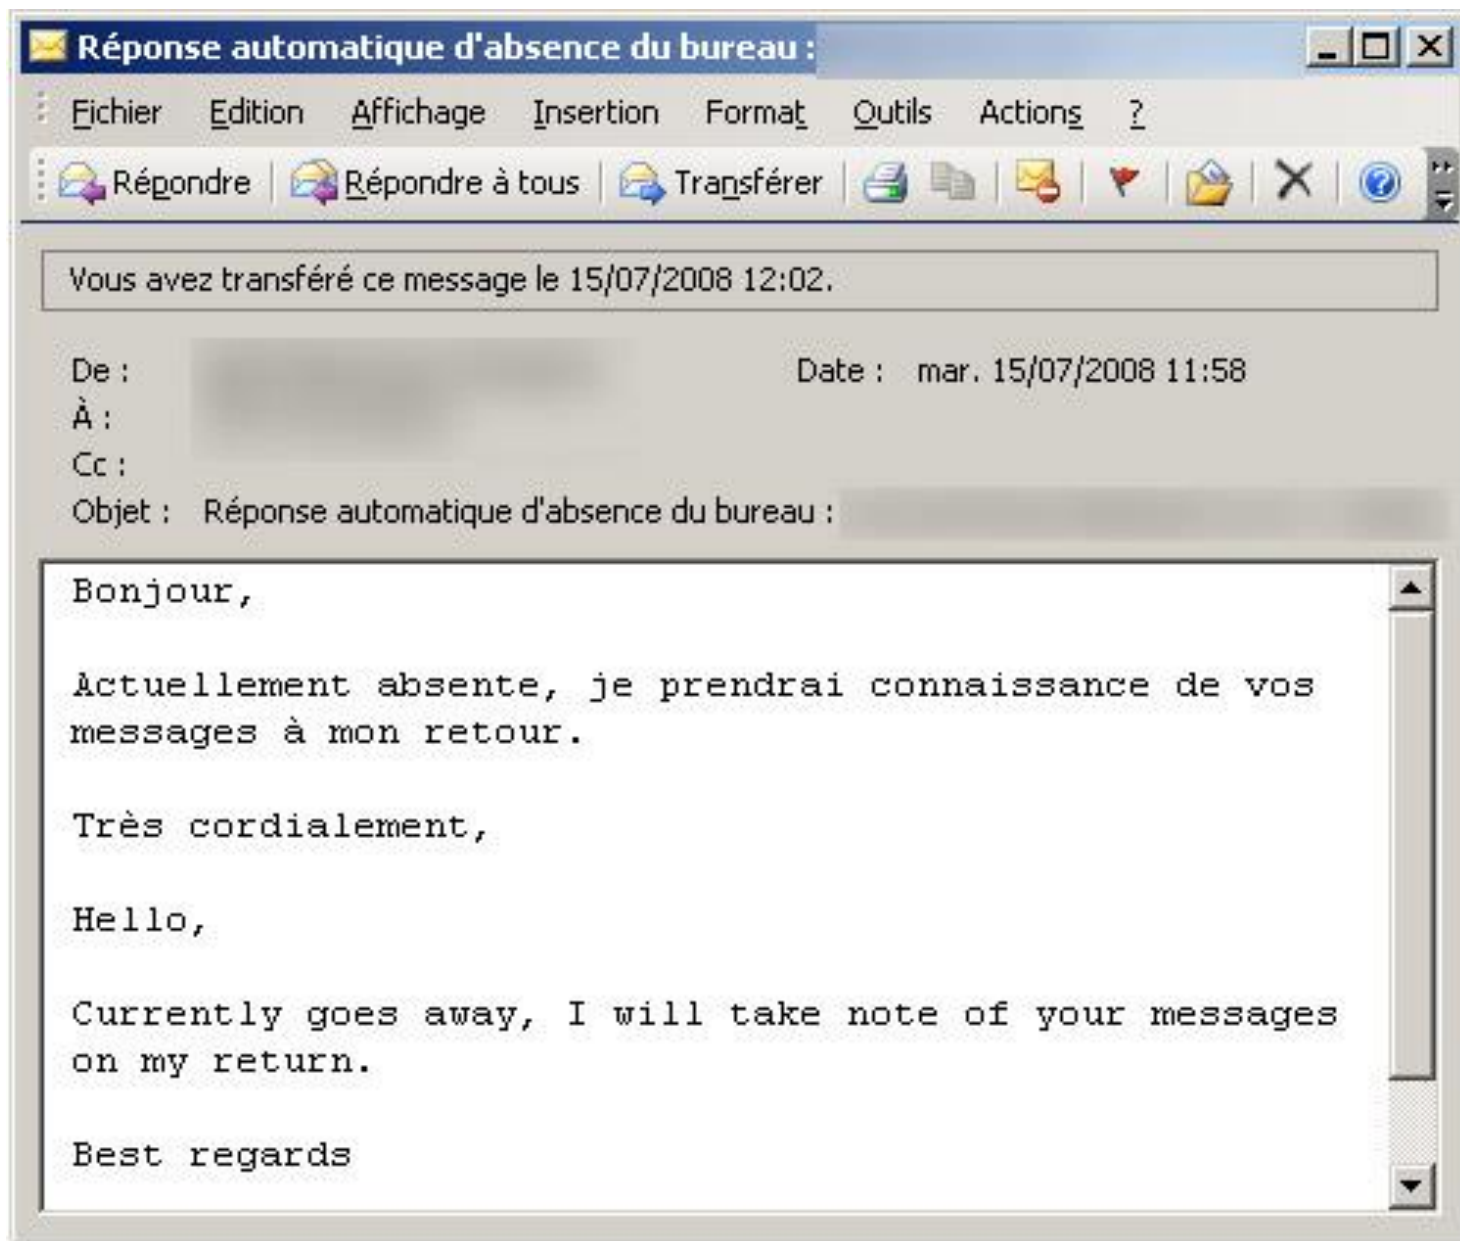 Réponse automatique d'absence du bureau :
Fichier Edition Affichage Insertion Format Outils Actions ?
Répondre Répondre à tous Transférer
Vous avez transféré ce message le 15/07/2008 12:02.
De : Date : mar. 15/07/2008 11:58
À :
Cc :
Objet : Réponse automatique d'absence du bureau :
Bonjour,
Actuellement absente, je prendrai connaissance de vos
messages à mon retour.
Très cordialement,
Hello,
Currently goes away, I will take note of your messages
on my return.
Best regards